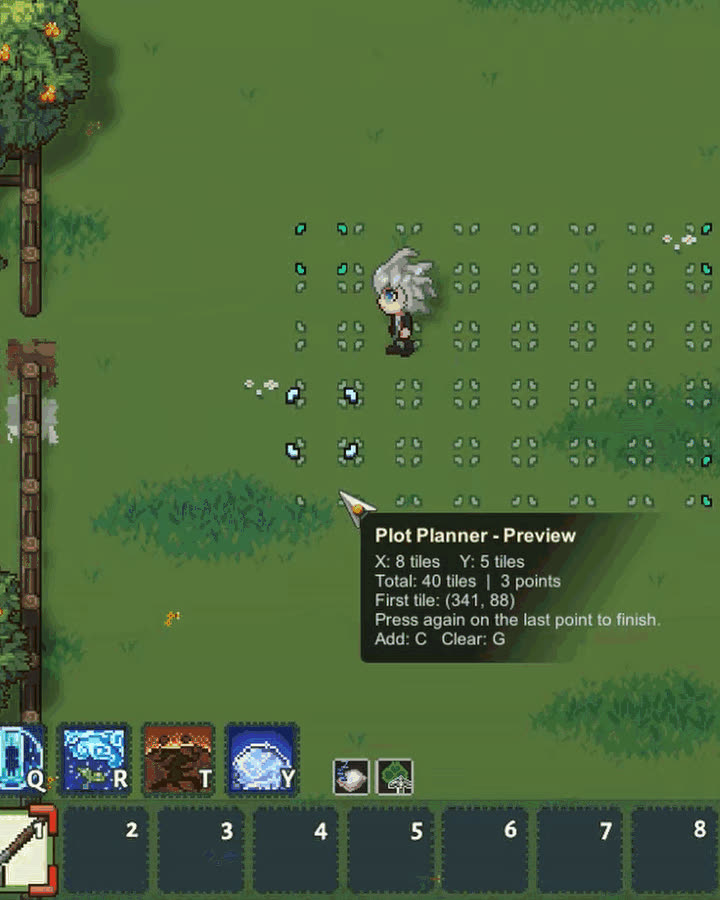 Plot Planner - Preview
X: 8 tiles Y: 5 tiles
Total: 40 tiles | 3 points
First tile: (341, 88)
Press again on the last point to finish.
Add: C Clear: G
Q R T Y
1 2 3 4 5 6 7 8